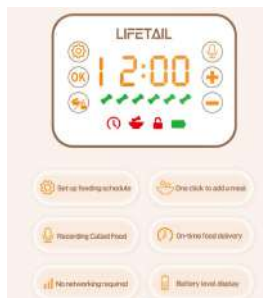 LIFETAIL
OK
12:00
Set up feeding schedule
One click to add a meal
Recording Called Food
On-time food delivery
No networking required
Battery level display